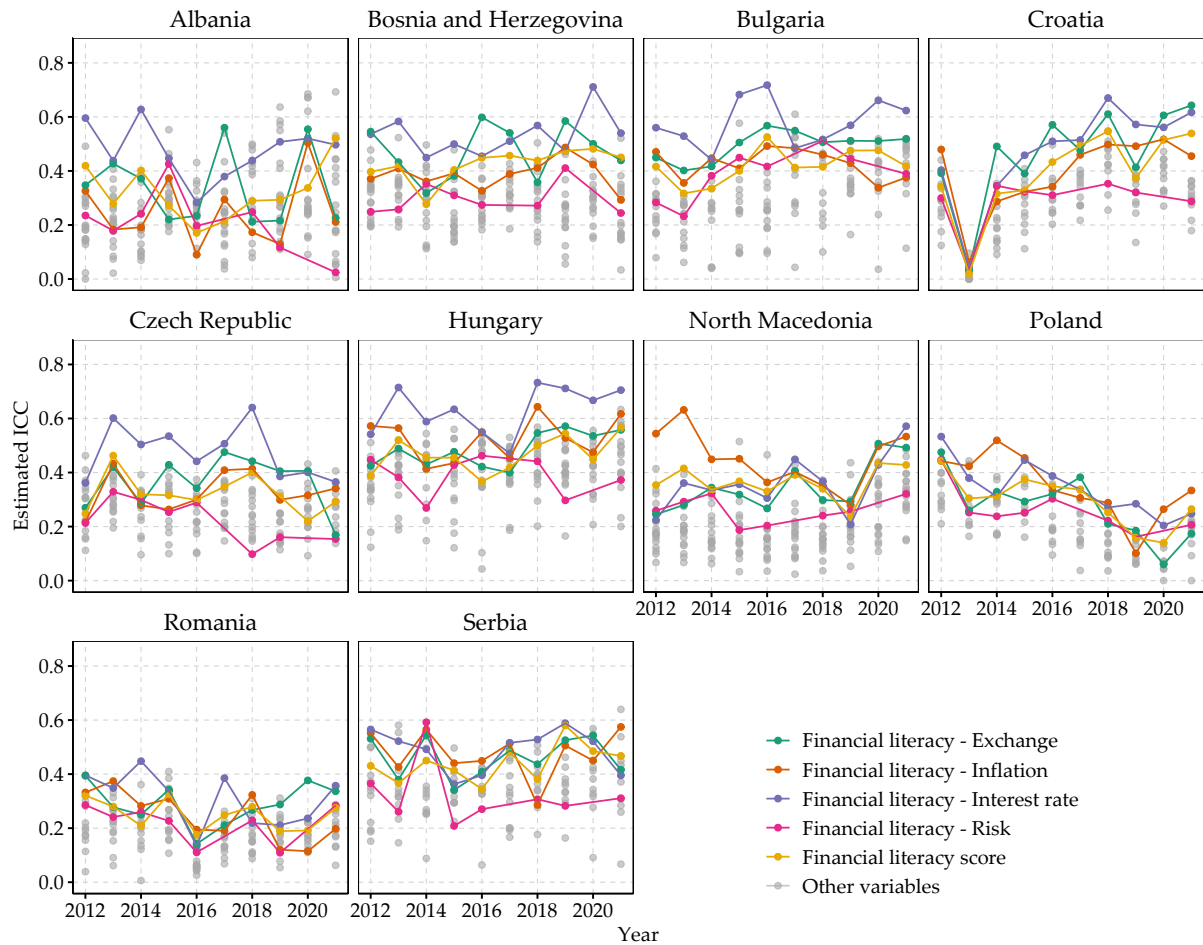 Albania
Bosnia and Herzegovina
Bulgaria
Croatia
0.8
0.6
0.4
0.2
0.0
Czech Republic
Hungary
North Macedonia
Poland
0.8
0.6
0.4
0.2
0.0
Estimated ICC
2012 2014 2016 2018 2020
2012 2014 2016 2018 2020
Romania
Serbia
0.8
0.6
0.4
0.2
0.0
2012 2014 2016 2018 2020
2012 2014 2016 2018 2020
Year
Financial literacy - Exchange
Financial literacy - Inflation
Financial literacy - Interest rate
Financial literacy - Risk
Financial literacy score
Other variables